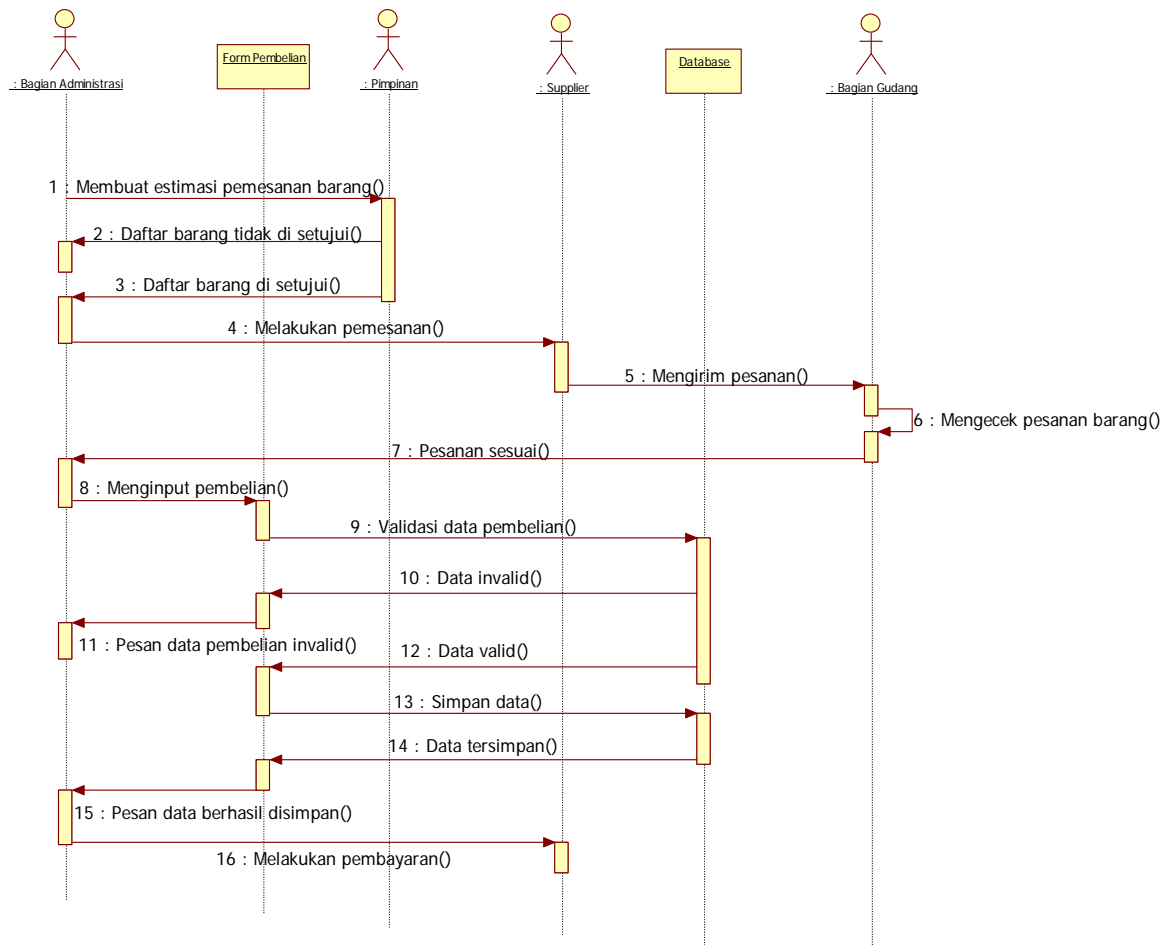 : Bagian Administrasi
Form Pembelian
: Pimpinan
: Supplier
Database
: Bagian Gudang
1 : Membuat estimasi pemesanan barang()
2 : Daftar barang tidak di setujui()
3 : Daftar barang di setujui()
4 : Melakukan pemesanan()
5 : Mengirim pesanan()
6 : Mengecek pesanan barang()
7 : Pesanan sesuai()
8 : Menginput pembelian()
9 : Validasi data pembelian()
10 : Data invalid()
11 : Pesan data pembelian invalid()
12 : Data valid()
13 : Simpan data()
14 : Data tersimpan()
15 : Pesan data berhasil disimpan()
16 : Melakukan pembayaran()